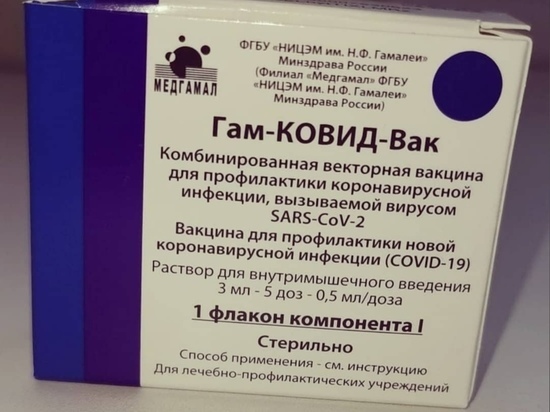 ФГБУ «НИЦЭМ им. Н.Ф. Гамалеи»
Минздрава России
(Филиал «Медгамал» ФГБУ
«НИЦЭМ им. Н.Ф. Гамалеи»
Минздрава России)
МЕДГАМАЛ
Гам-КОВИД-Вак
Комбинированная векторная вакцина
для профилактики коронавирусной
инфекции, вызываемой вирусом
SARS-CoV-2
Вакцина для профилактики новой
коронавирусной инфекции (COVID-19)
Раствор для внутримышечного введения
3 мл - 5 доз - 0,5 мл/доза
1 флакон компонента I
Стерильно
Способ применения - см. инструкцию
Для лечебно-профилактических учреждений